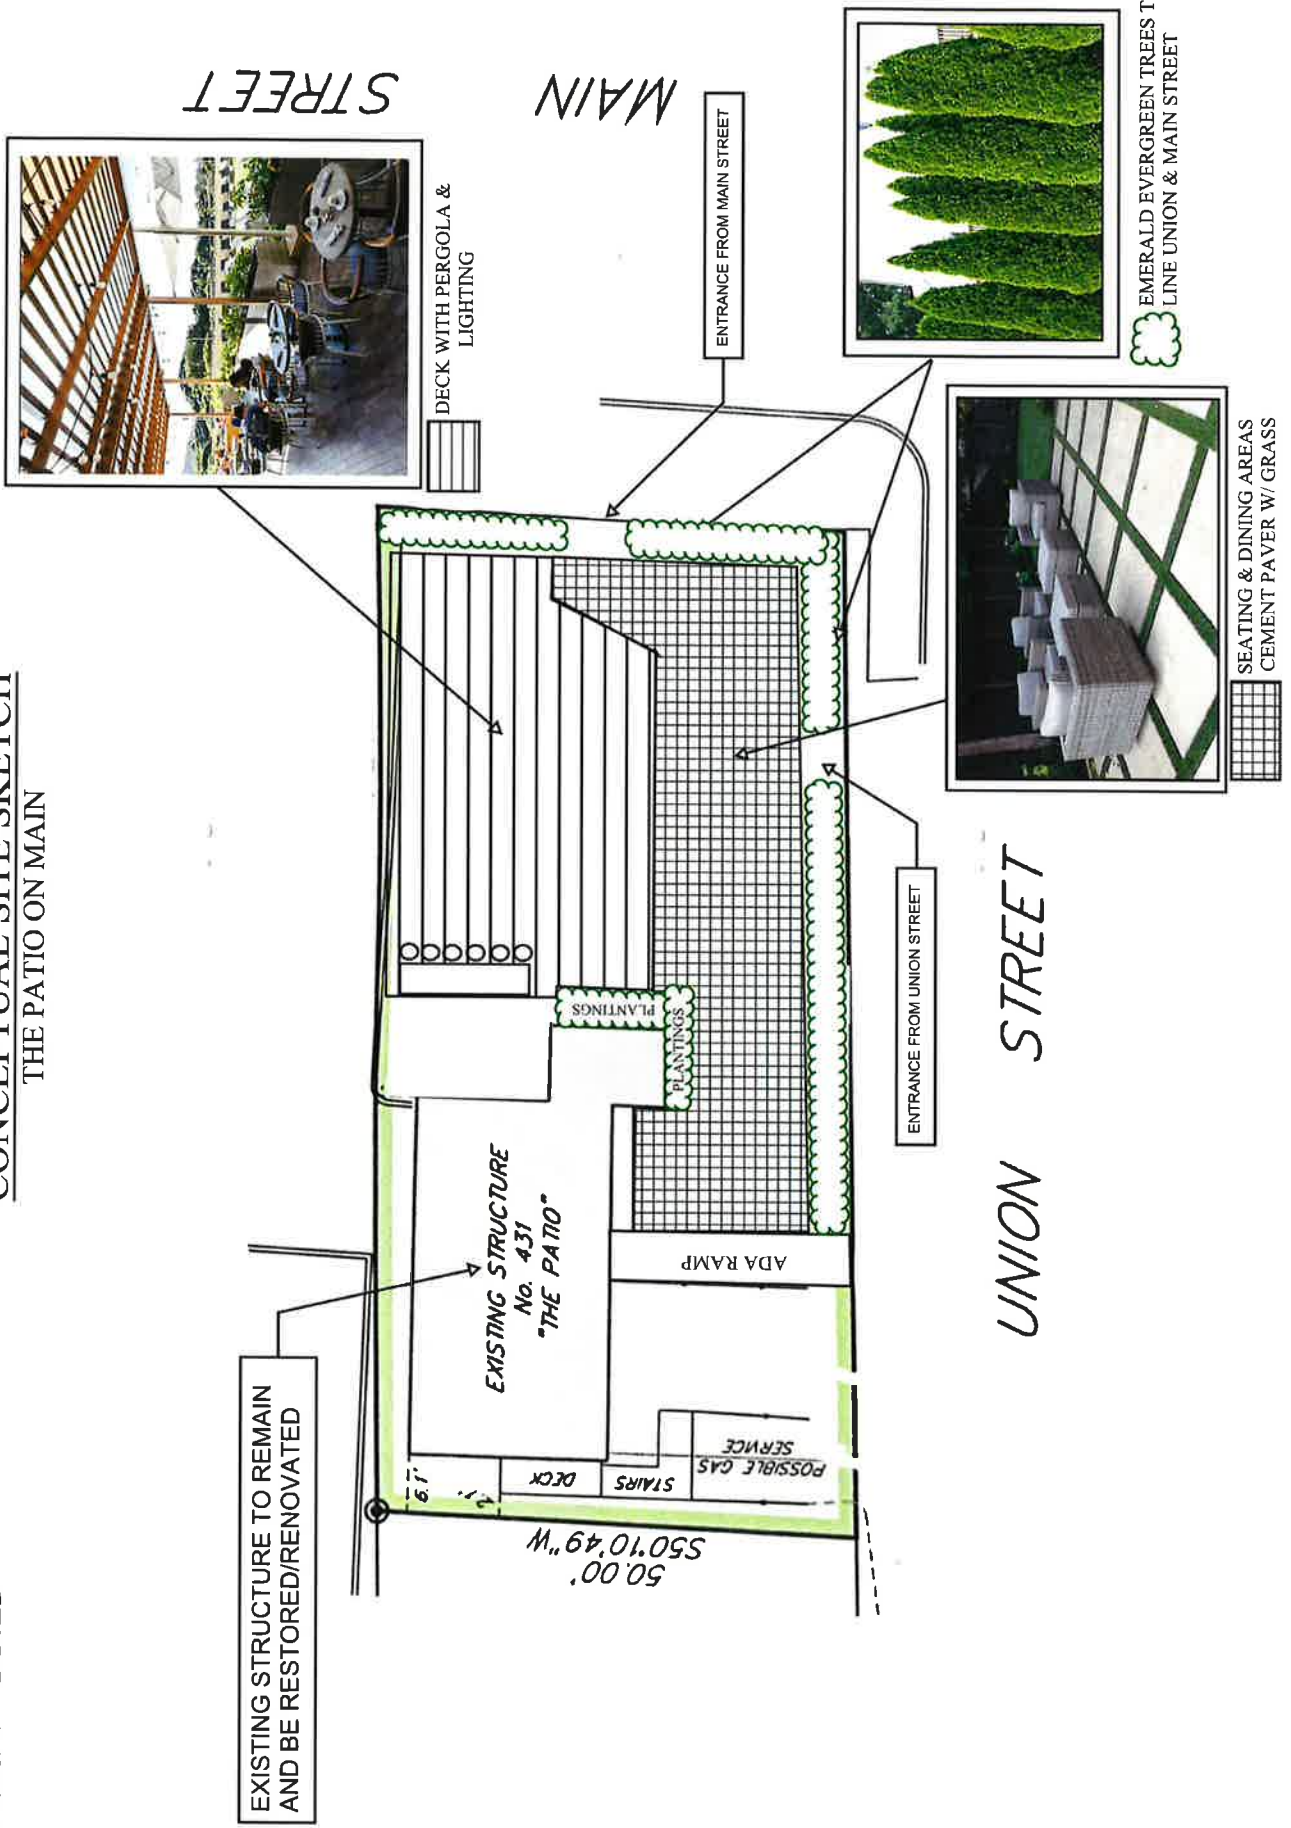 CONCEPTUAL SITE SKETCH
THE PATIO ON MAIN
EXISTING STRUCTURE TO REMAIN
AND BE RESTORED/RENOVATED
DECK WITH PERGOLA &
LIGHTING
MAIN STREET
ENTRANCE FROM MAIN STREET
EMERALD EVERGREEN TREES T
LINE UNION & MAIN STREET
SEATING & DINING AREAS
CEMENT PAVER W/ GRASS
ENTRANCE FROM UNION STREET
UNION STREET
EXISTING STRUCTURE
No. 431
"THE PATIO"
PLANTINGS
PLANTINGS
ADA RAMP
DECK
STAIRS
POSSIBLE GAS
SERVICE
6.1'
50.00'
S50°10'49"W